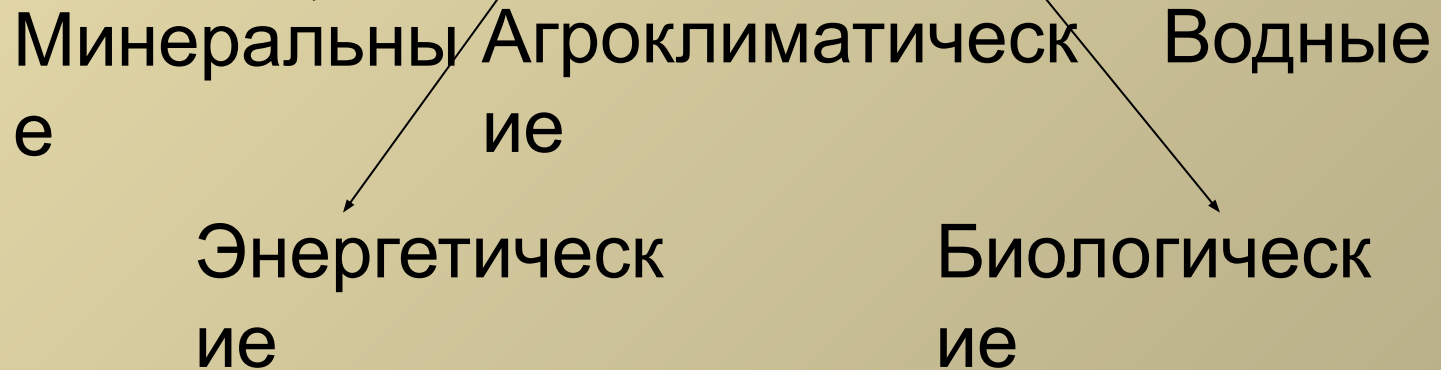 Минеральны Агроклиматическ Водные
е ие
Энергетическ Биологическ
ие ие